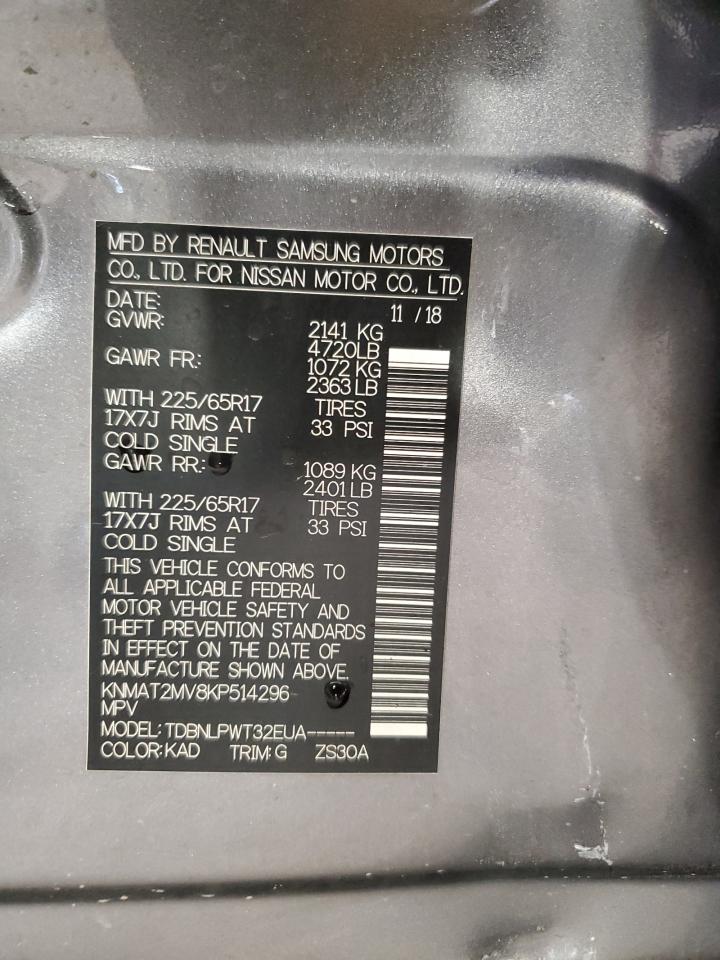 MFD BY RENAULT SAMSUNG MOTORS
CO., LTD. FOR NISSAN MOTOR CO., LTD.
DATE: 11 / 18
GVWR: 2141 KG
4720LB
GAWR FR: 1072 KG
2363LB
WITH 225/65R17 TIRES
17X7J RIMS AT 33 PSI
COLD SINGLE
GAWR RR: 1089 KG
2401LB
WITH 225/65R17 TIRES
17X7J RIMS AT 33 PSI
COLD SINGLE
THIS VEHICLE CONFORMS TO
ALL APPLICABLE FEDERAL
MOTOR VEHICLE SAFETY AND
THEFT PREVENTION STANDARDS
IN EFFECT ON THE DATE OF
MANUFACTURE SHOWN ABOVE.
KNMAT2MV8KP514296
MPV
MODEL: TDBNLPWT32EUA-----
COLOR: KAD TRIM: G ZS30A